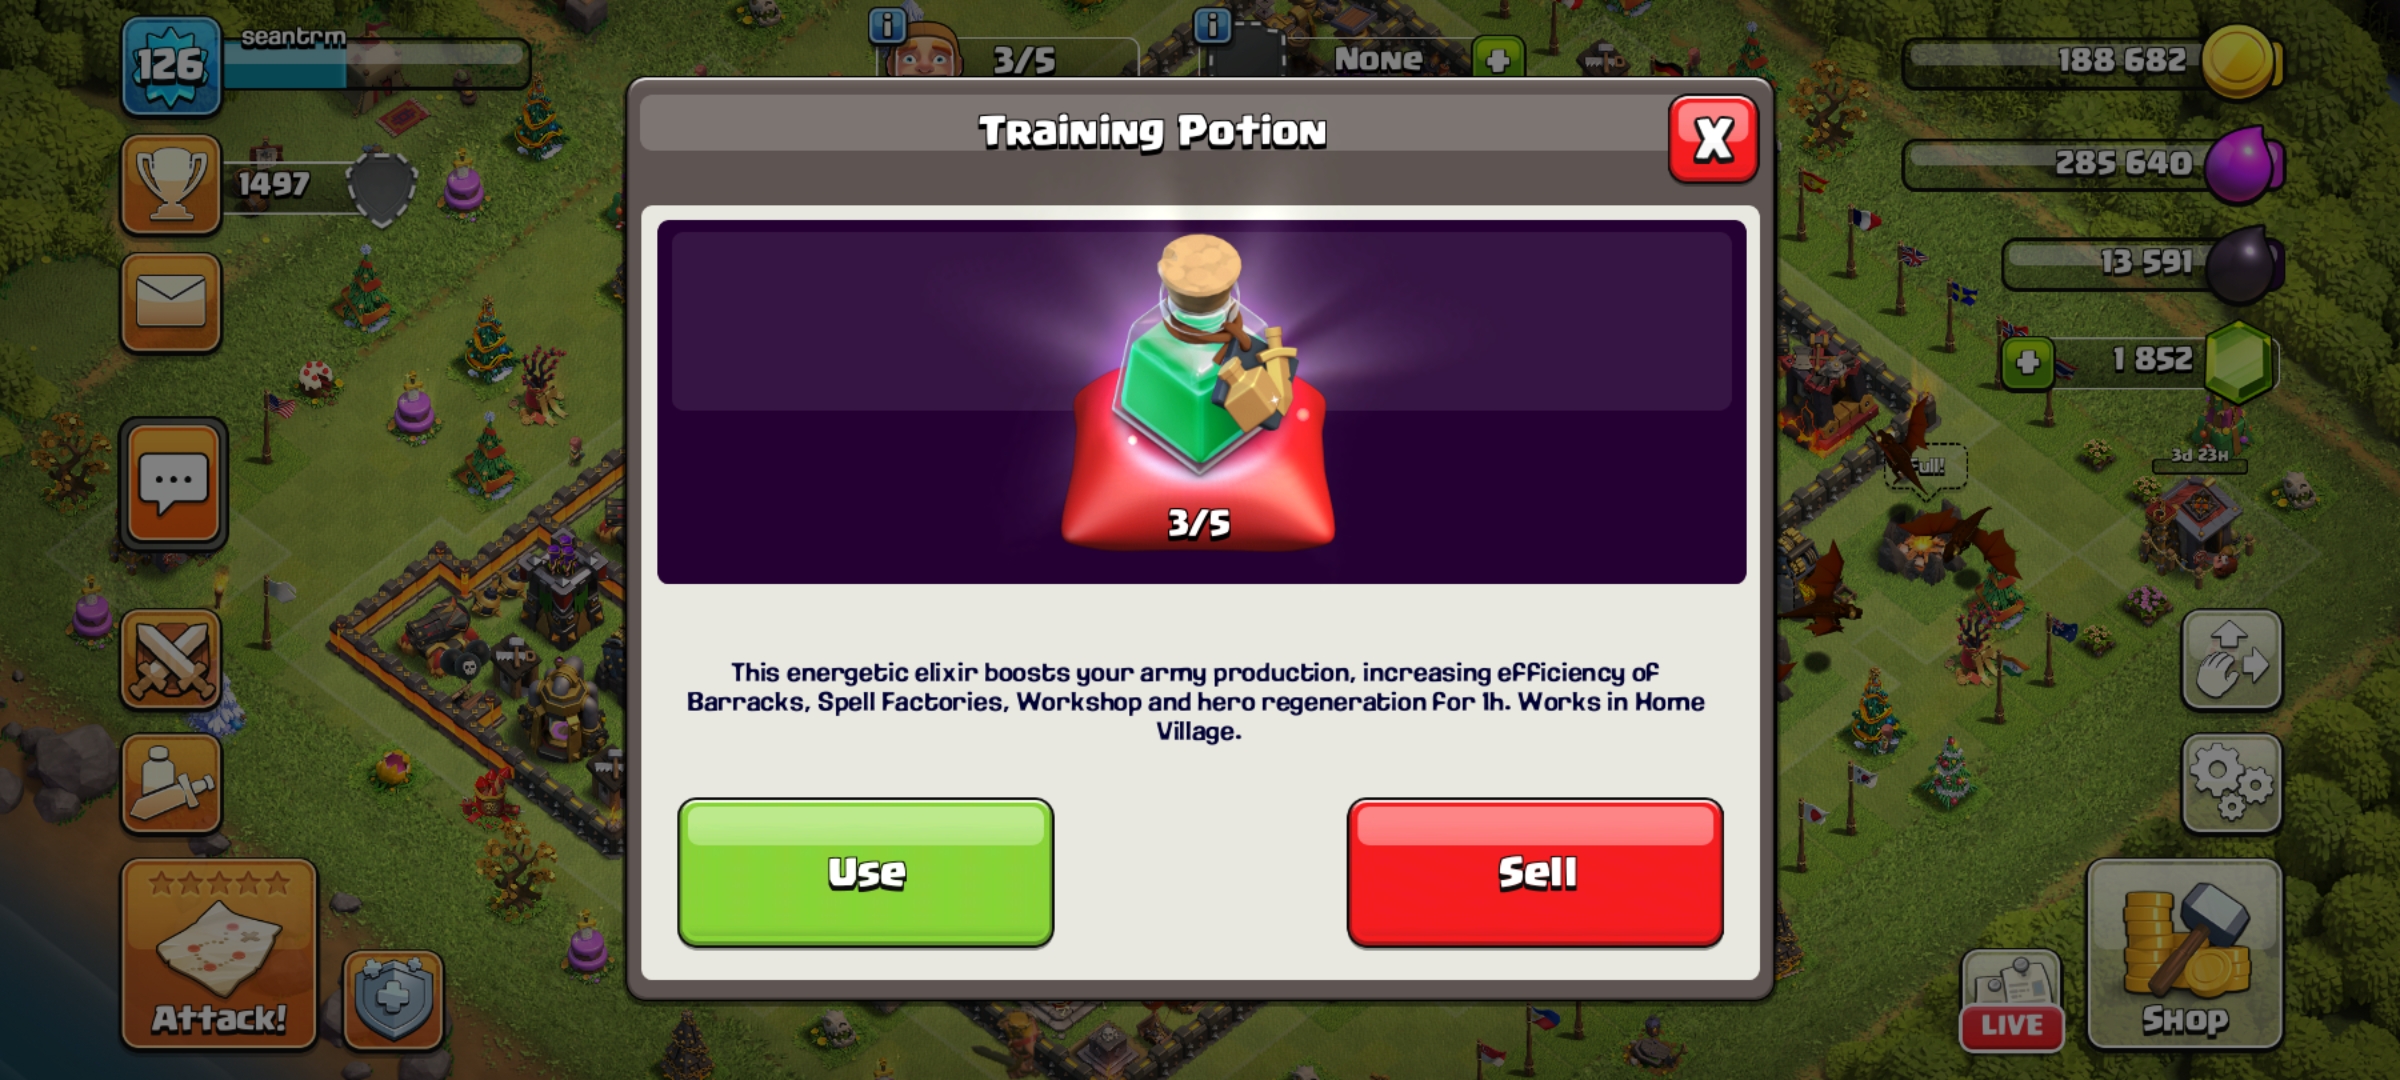 126
seantrm
3/5
None
188 682
1497
285 640
13 591
1 852
Training Potion
X
3/5
3d 23h
Full!
This energetic elixir boosts your army production, increasing efficiency of
Barracks, Spell Factories, Workshop and hero regeneration for 1h. Works in Home
Village.
Use
Sell
Attack!
LIVE
Shop